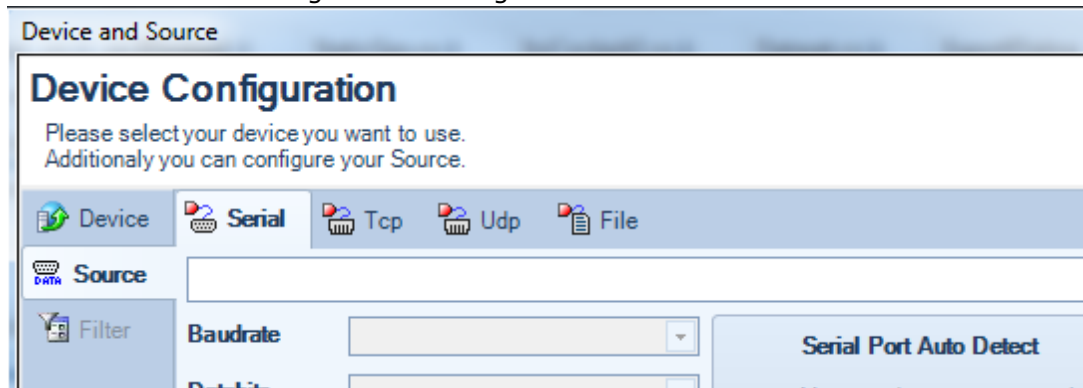 Device and Source
Device Configuration
Please select your device you want to use.
Additionaly you can configure your Source.
Device Serial Tcp Udp File
DATA Source
Filter
Baudrate
Serial Port Auto Detect